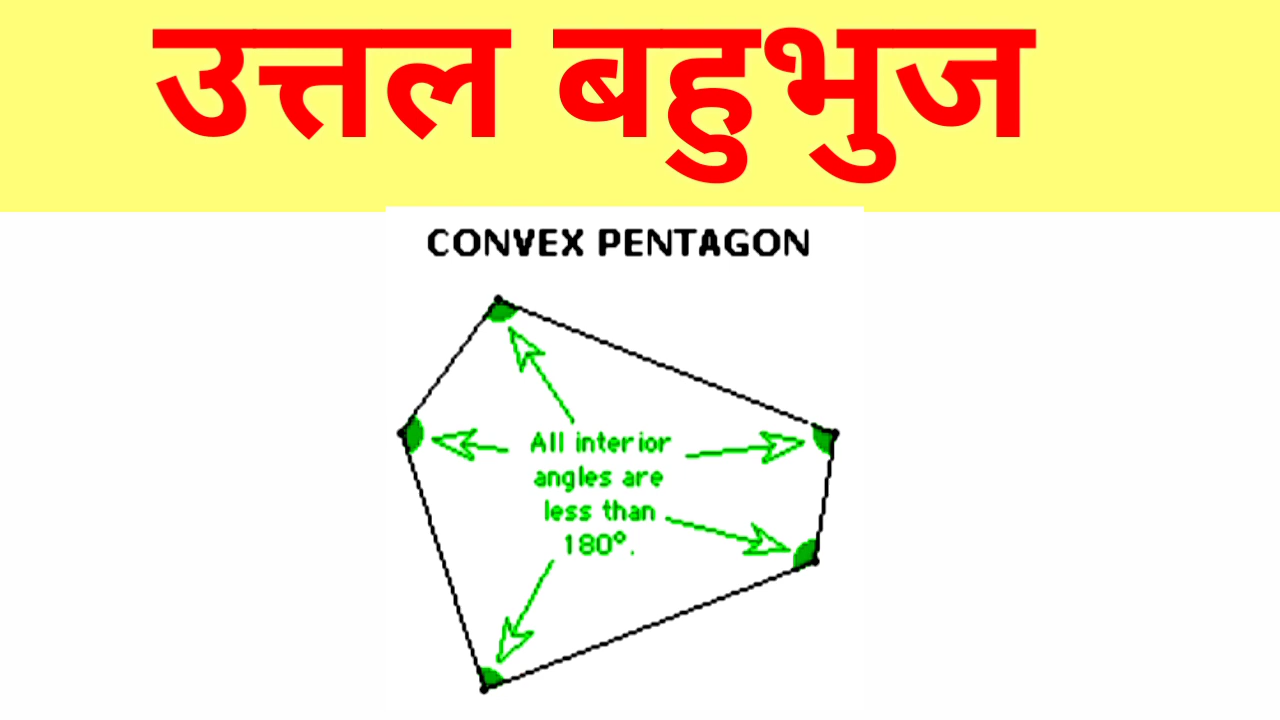 उत्तल बहुभुज
CONVEX PENTAGON
All interior
angles are
less than
180°.